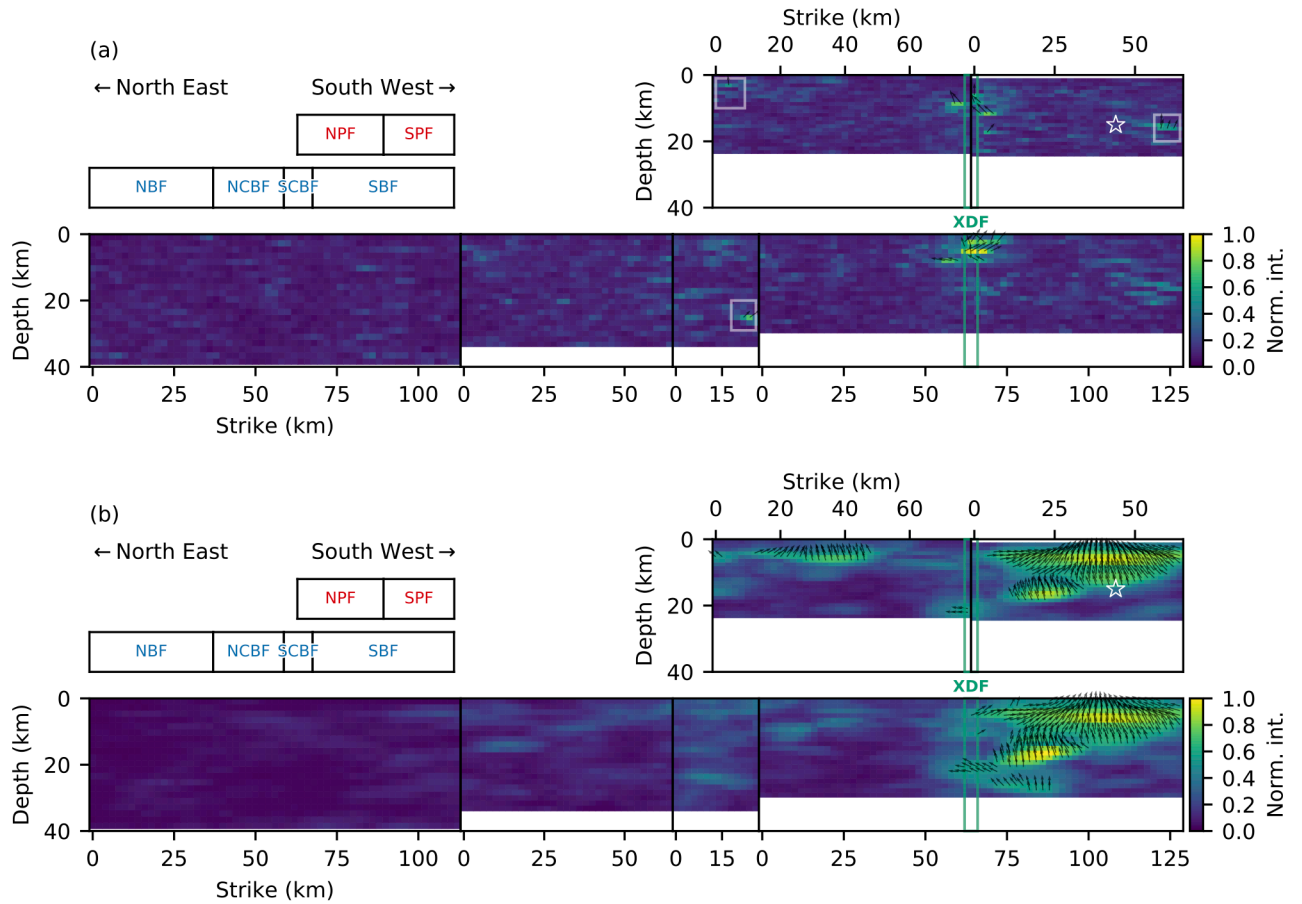 (a)
Strike (km)
0 20 40 60 0 25 50
←North East South West→
NPF SPF
NBF NCBF SCBF SBF
Depth (km)
0
20
40
XDF
Depth (km)
0
20
40
0 25 50 75 100 0 25 50 0 15 0 25 50 75 100 125
Strike (km)
1.0
0.8
0.6
0.4
0.2
0.0
Norm. int.
(b)
Strike (km)
0 20 40 60 0 25 50
←North East South West→
NPF SPF
NBF NCBF SCBF SBF
Depth (km)
0
20
40
XDF
Depth (km)
0
20
40
0 25 50 75 100 0 25 50 0 15 0 25 50 75 100 125
Strike (km)
1.0
0.8
0.6
0.4
0.2
0.0
Norm. int.